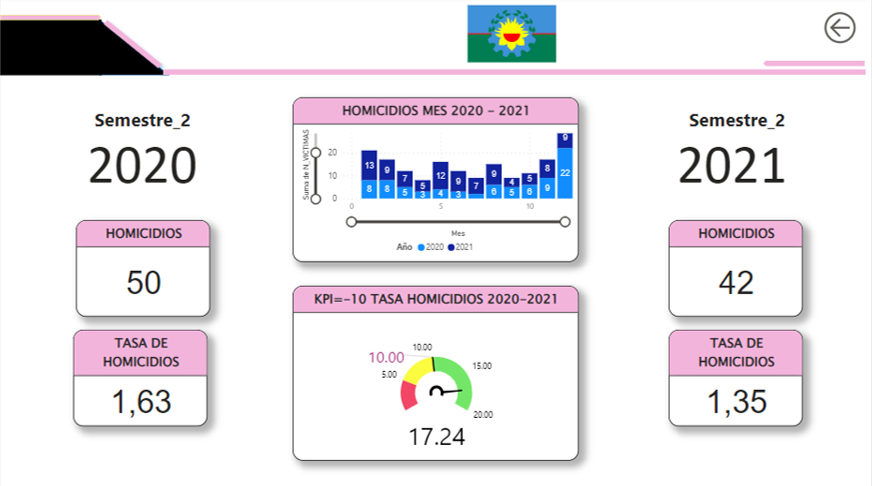 Semestre_2
2020
HOMICIDIOS
50
TASA DE
HOMICIDIOS
1,63
HOMICIDIOS MES 2020 - 2021
Suma de N_VICTIMAS
20
10
0
13 9 7 5 12 9 7 9 4 5 8 9
8 8 5 3 4 3 6 5 6 9 22
0 5 10
Mes
Año 2020 2021
KPI=-10 TASA HOMICIDIOS 2020-2021
10.00
10.00
5.00
15.00
20.00
17.24
Semestre_2
2021
HOMICIDIOS
42
TASA DE
HOMICIDIOS
1,35